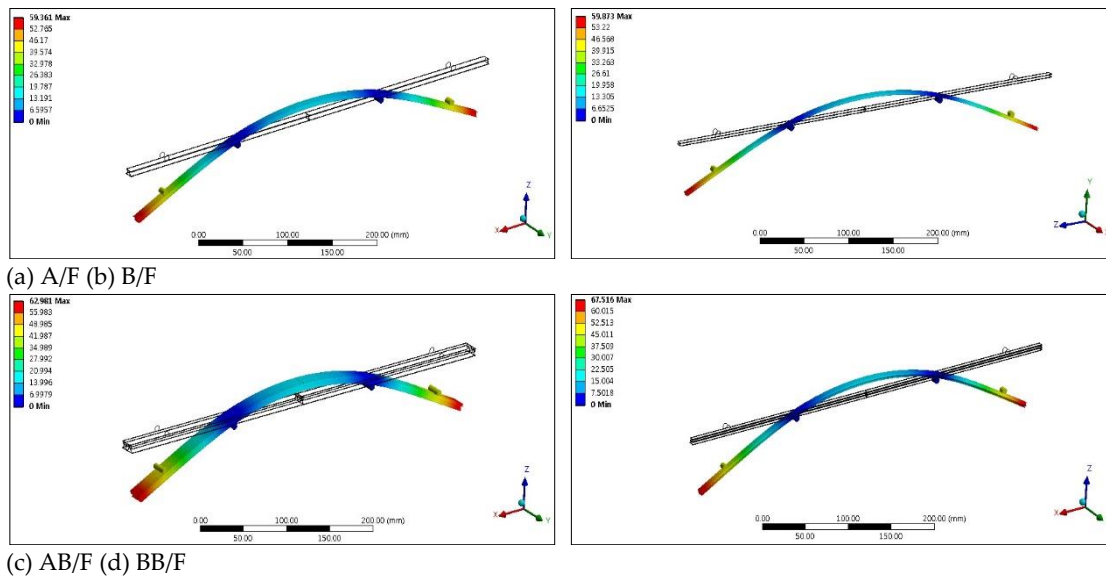 59.361 Max
52.765
46.17
39.574
32.978
26.383
19.787
13.191
6.5957
0 Min
0.00 100.00 200.00 (mm)
50.00 150.00
Z
X
Y
59.873 Max
53.22
46.568
39.915
33.263
26.61
19.958
13.305
6.6525
0 Min
0.00 100.00 200.00 (mm)
50.00 150.00
Y
Z
(a) A/F (b) B/F
62.981 Max
55.983
48.985
41.987
34.989
27.992
20.994
13.996
6.9979
0 Min
0.00 100.00 200.00 (mm)
50.00 150.00
Z
X
Y
67.516 Max
60.015
52.513
45.011
37.509
30.007
22.505
15.004
7.5018
0 Min
0.00 100.00 200.00 (mm)
50.00 150.00
Z
X
Y
(c) AB/F (d) BB/F